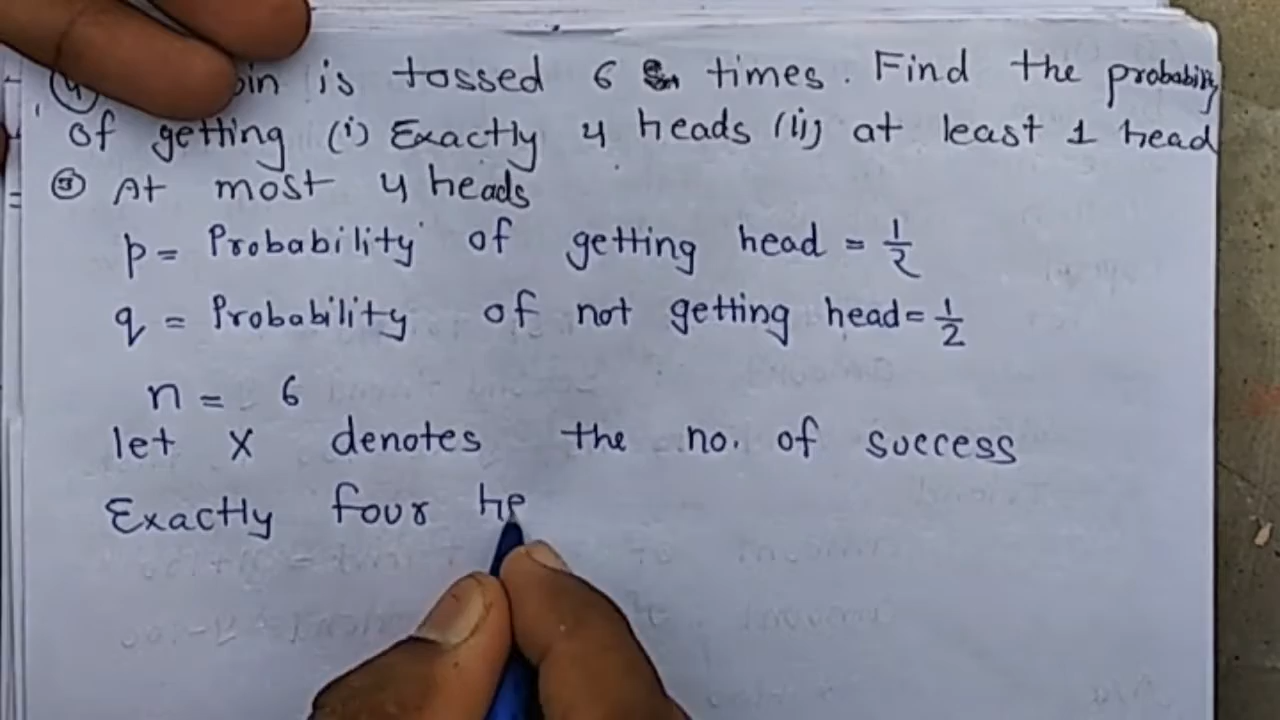 is tossed 6 times. Find the probability
of getting (i) Exactly 4 heads (ii) at least 1 head
③ At most 4 heads
p = Probability of getting head = 1/2
q = Probability of not getting head = 1/2
n = 6
let X denotes the no. of success
Exactly four he